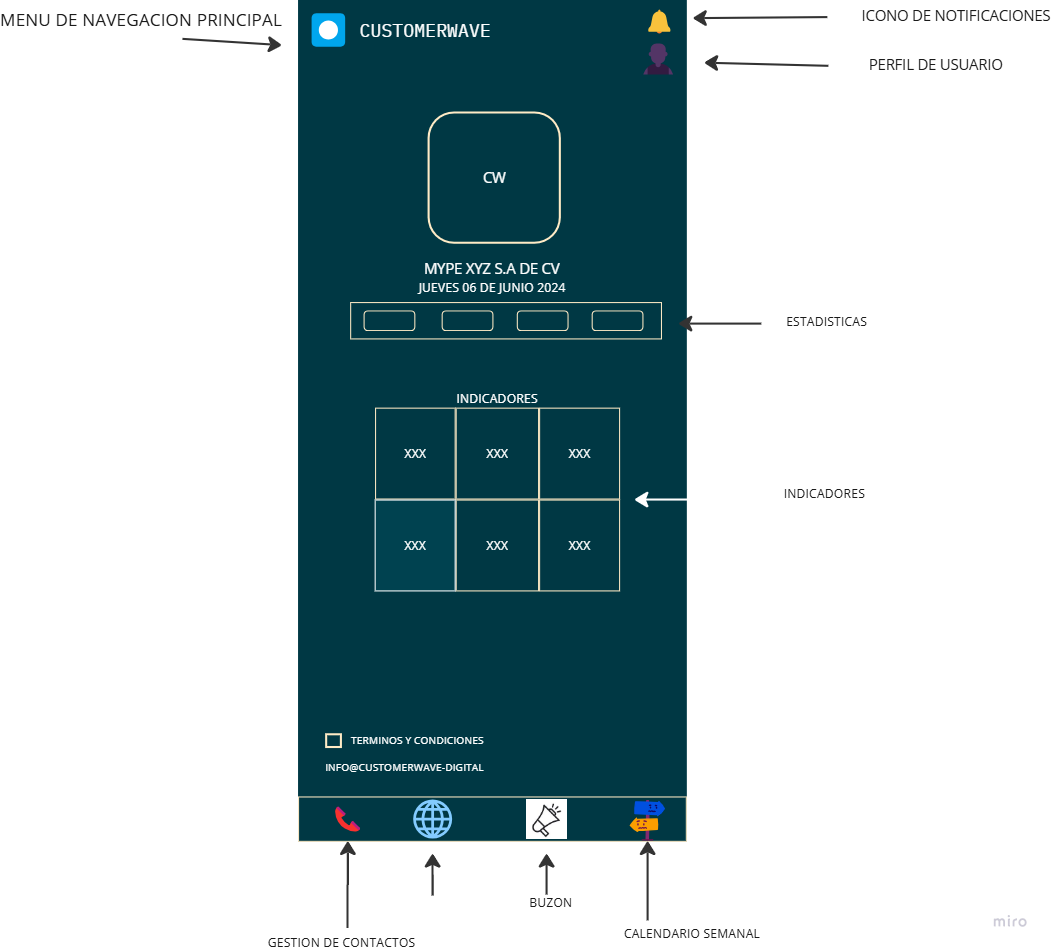 MENU DE NAVEGACION PRINCIPAL
CUSTOMERWAVE
ICONO DE NOTIFICACIONES
PERFIL DE USUARIO
CW
MYPE XYZ S.A DE CV
JUEVES 06 DE JUNIO 2024
ESTADISTICAS
INDICADORES
XXX XXX XXX
INDICADORES
XXX XXX XXX
TERMINOS Y CONDICIONES
INFO@CUSTOMERWAVE-DIGITAL
BUZON
CALENDARIO SEMANAL
GESTION DE CONTACTOS
miro